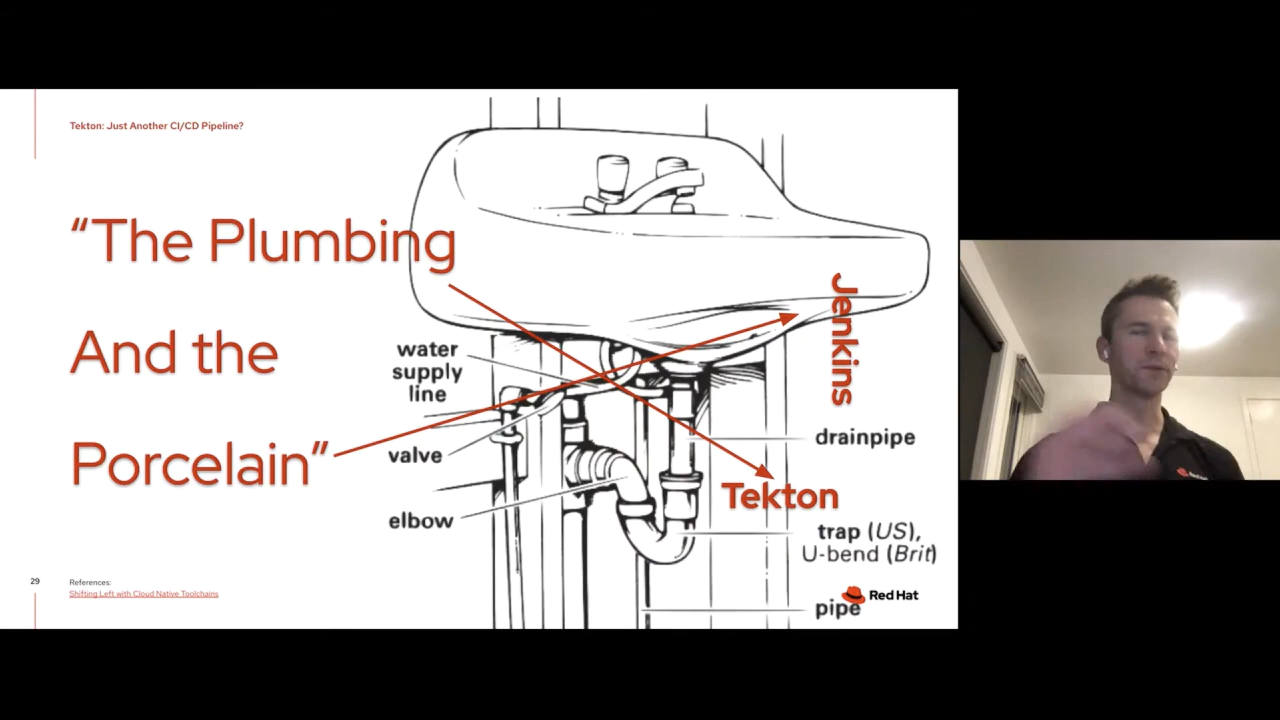 Tekton: Just Another CI/CD Pipeline?
“The Plumbing
And the
Porcelain”
Jenkins
water
supply
line
valve
elbow
drainpipe
Tekton
trap (US),
U-bend (Brit)
pipe
29
References:
Shifting Left with Cloud Native Toolchains
Red Hat